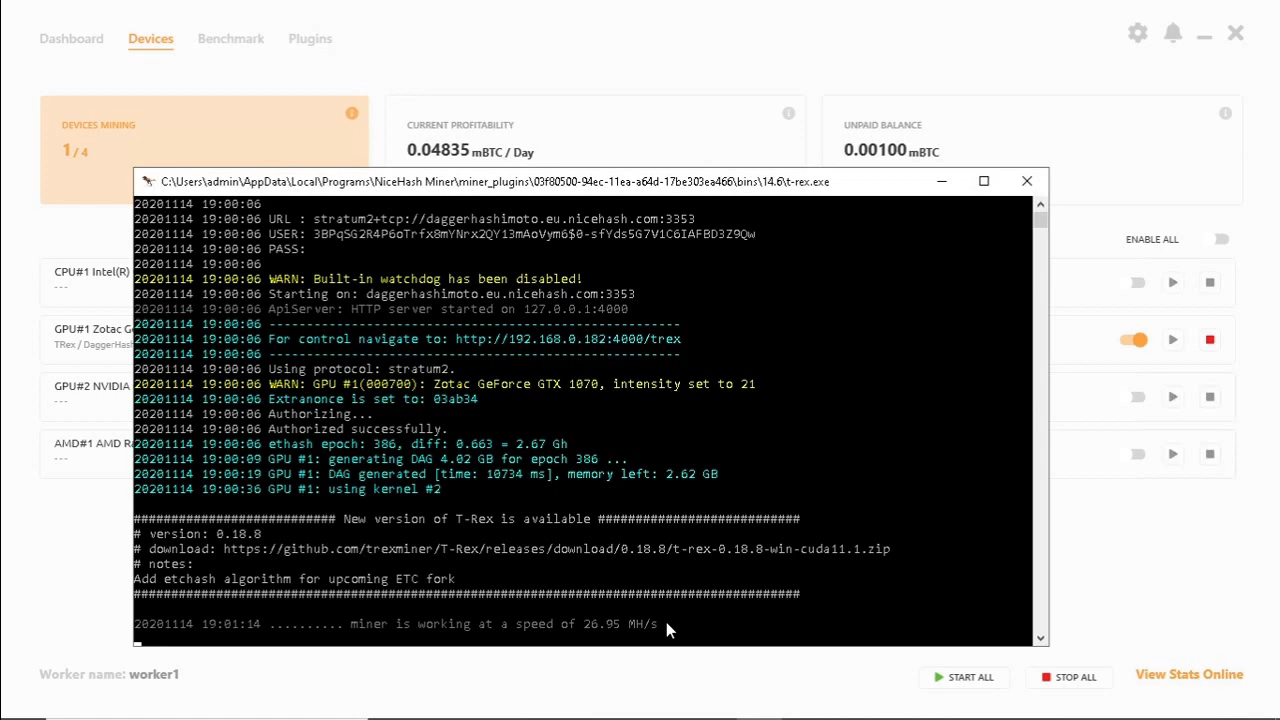 Dashboard Devices Benchmark Plugins
DEVICES MINING
1 / 4
CURRENT PROFITABILITY
0.04835 mBTC / Day
UNPAID BALANCE
0.00100 mBTC
C:\Users\admin\AppData\Local\Programs\NiceHash Miner\miner_plugins\03f80500-94ec-11ea-a64d-17be303ea466\bins\14.6\t-rex.exe
20201114 19:00:06
20201114 19:00:06 URL : stratum2+tcp://daggerhashimoto.eu.nicehash.com:3353
20201114 19:00:06 USER: 3BPqSG2R4P6oTrfx8mYNrx2QY13mAoVym6$0-sfYds5G7V1C6IAFBD3Z9Qw
20201114 19:00:06 PASS:
20201114 19:00:06
20201114 19:00:06 WARN: Built-in watchdog has been disabled!
20201114 19:00:06 Starting on: daggerhashimoto.eu.nicehash.com:3353
20201114 19:00:06 ApiServer: HTTP server started on 127.0.0.1:4000
20201114 19:00:06 -------------------------------------------------------
20201114 19:00:06 For control navigate to: http://192.168.0.182:4000/trex
20201114 19:00:06 -------------------------------------------------------
20201114 19:00:06 Using protocol: stratum2.
20201114 19:00:06 WARN: GPU #1(000700): Zotac GeForce GTX 1070, intensity set to 21
20201114 19:00:06 Extranonce is set to: 03ab34
20201114 19:00:06 Authorizing...
20201114 19:00:06 Authorized successfully.
20201114 19:00:06 ethash epoch: 386, diff: 0.663 = 2.67 Gh
20201114 19:00:09 GPU #1: generating DAG 4.02 GB for epoch 386 ...
20201114 19:00:19 GPU #1: DAG generated [time: 10734 ms], memory left: 2.62 GB
20201114 19:00:36 GPU #1: using kernel #2
########################### New version of T-Rex is available ###########################
# version: 0.18.8
# download: https://github.com/trexminer/T-Rex/releases/download/0.18.8/t-rex-0.18.8-win-cuda11.1.zip
# notes:
Add etchash algorithm for upcoming ETC fork
##########################################################################################
20201114 19:01:14 .......... miner is working at a speed of 26.95 MH/s
ENABLE ALL
CPU#1 Intel(R)
---
GPU#1 Zotac G
TRex / DaggerHash
GPU#2 NVIDIA
---
AMD#1 AMD R
---
Worker name: worker1
START ALL
STOP ALL
View Stats Online